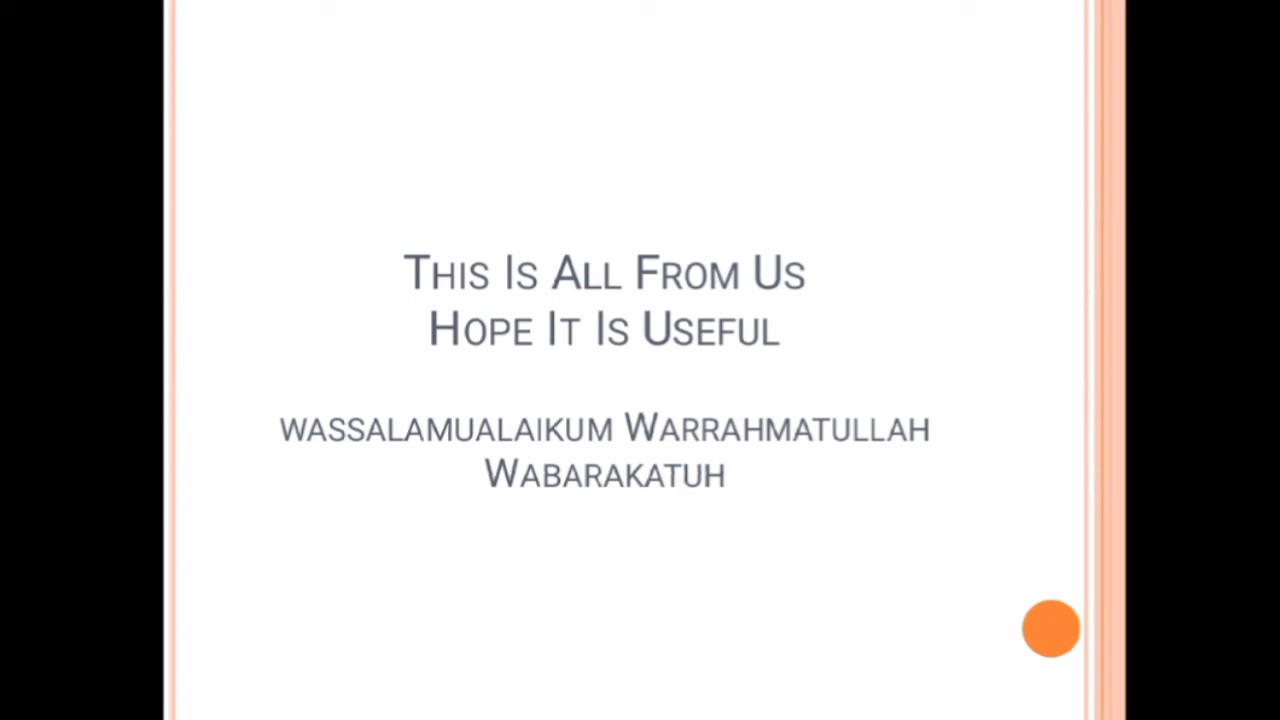 This Is All From Us
Hope It Is Useful
wassalamualaikum Warrahmatullah
Wabarakatuh